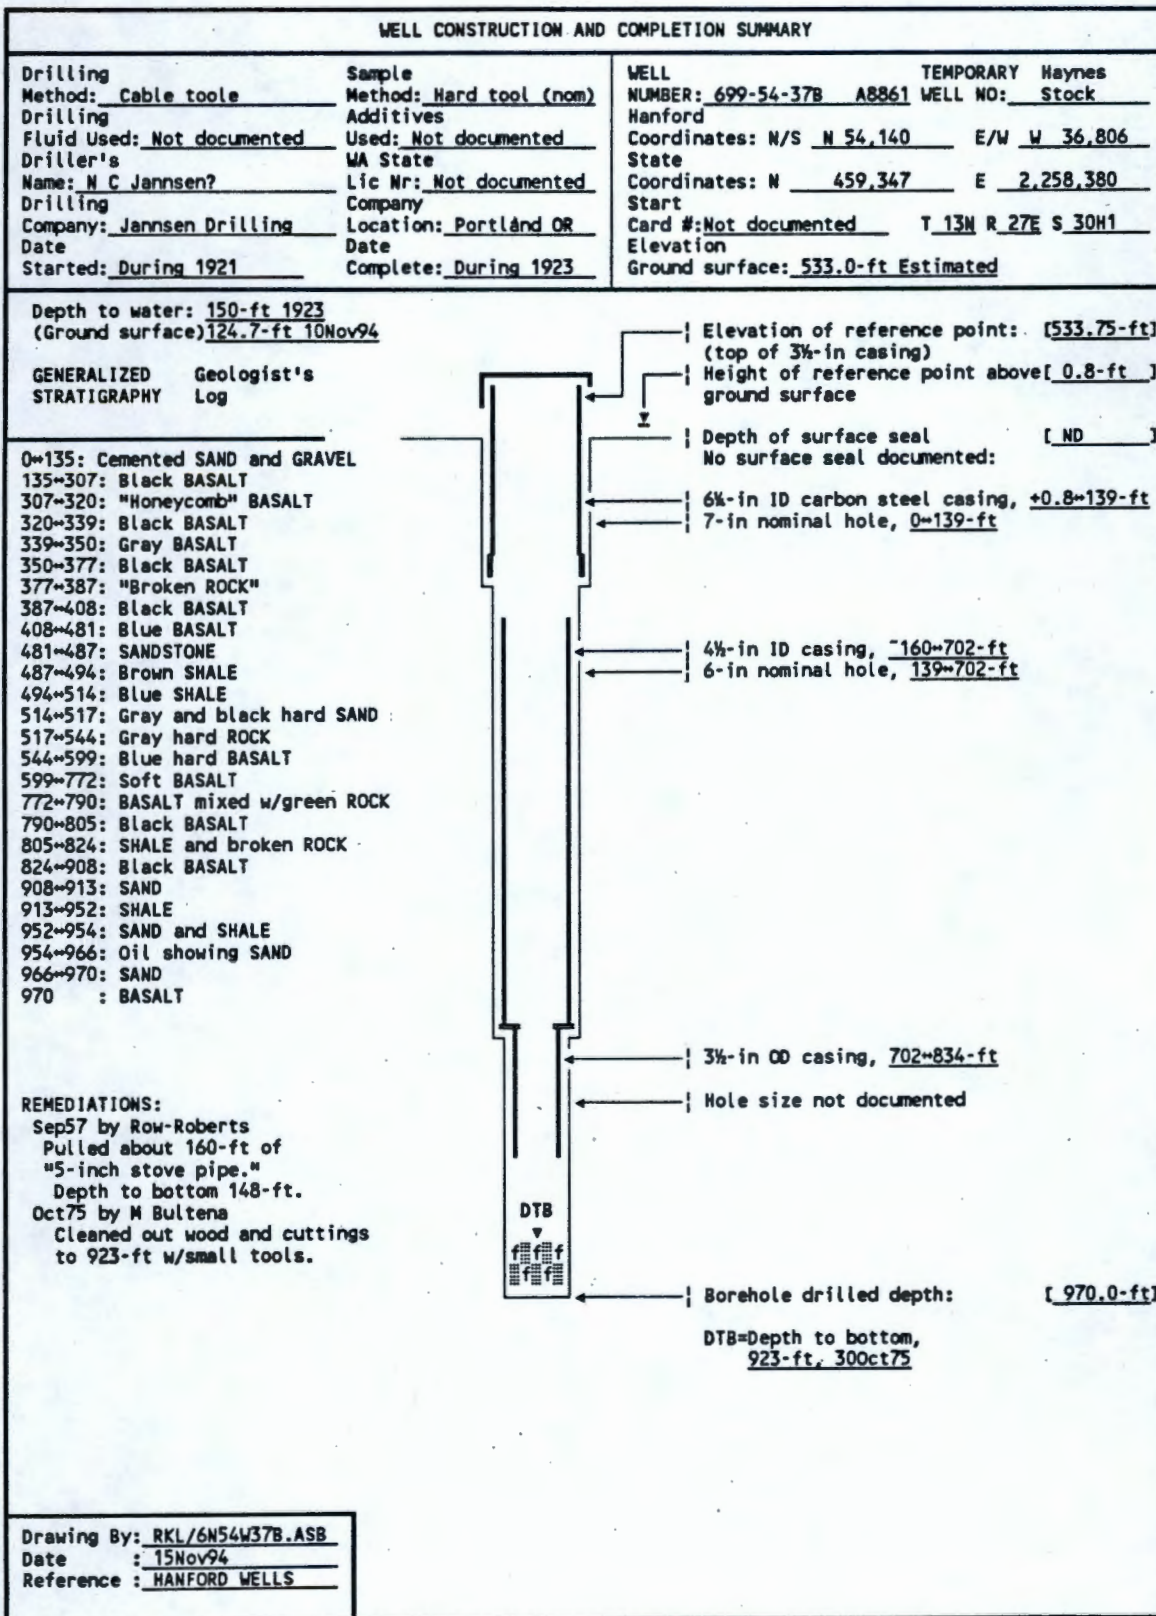 WELL CONSTRUCTION AND COMPLETION SUMMARY
Drilling Method: Cable toole
Sample Method: Hard tool (nom)
Drilling Fluid Used: Not documented
Additives Used: Not documented
Driller's Name: N C Jannsen?
WA State Lic Nr: Not documented
Drilling Company: Jannsen Drilling
Company Location: Portland OR
Date Started: During 1921
Date Complete: During 1923
WELL NUMBER: 699-54-37B A8861
TEMPORARY WELL NO: Haynes Stock
Hanford
Coordinates: N/S N 54,140 E/W W 36,806
State
Coordinates: N 459,347 E 2,258,380
Start
Card #: Not documented T 13N R 27E S 30H1
Elevation
Ground surface: 533.0-ft Estimated
Depth to water: 150-ft 1923
(Ground surface) 124.7-ft 10Nov94
GENERALIZED Geologist's
STRATIGRAPHY Log
0↔135: Cemented SAND and GRAVEL
135↔307: Black BASALT
307↔320: "Honeycomb" BASALT
320↔339: Black BASALT
339↔350: Gray BASALT
350↔377: Black BASALT
377↔387: "Broken ROCK"
387↔408: Black BASALT
408↔481: Blue BASALT
481↔487: SANDSTONE
487↔494: Brown SHALE
494↔514: Blue SHALE
514↔517: Gray and black hard SAND
517↔544: Gray hard ROCK
544↔599: Blue hard BASALT
599↔772: Soft BASALT
772↔790: BASALT mixed w/green ROCK
790↔805: Black BASALT
805↔824: SHALE and broken ROCK
824↔908: Black BASALT
908↔913: SAND
913↔952: SHALE
952↔954: SAND and SHALE
954↔966: Oil showing SAND
966↔970: SAND
970 : BASALT
REMEDIATIONS:
Sep57 by Row-Roberts
Pulled about 160-ft of
"5-inch stove pipe."
Depth to bottom 148-ft.
Oct75 by M Bultena
Cleaned out wood and cuttings
to 923-ft w/small tools.
Elevation of reference point: [533.75-ft]
(top of 3½-in casing)
Height of reference point above [ 0.8-ft ]
ground surface
Depth of surface seal [ ND ]
No surface seal documented:
6¼-in ID carbon steel casing, +0.8↔139-ft
7-in nominal hole, 0↔139-ft
4½-in ID casing, ~160↔702-ft
6-in nominal hole, 139↔702-ft
3½-in OD casing, 702↔834-ft
Hole size not documented
DTB
f f f
f f
Borehole drilled depth: [ 970.0-ft]
DTB=Depth to bottom,
923-ft, 30Oct75
Drawing By: RKL/6N54W37B.ASB
Date : 15Nov94
Reference : HANFORD WELLS